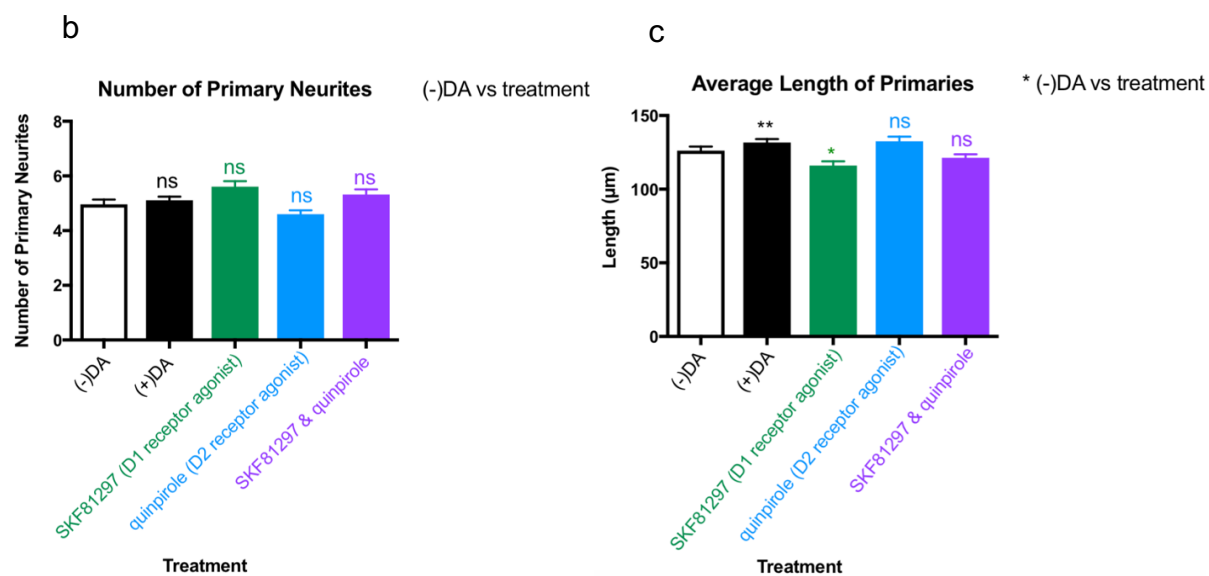 b
Number of Primary Neurites
(-)DA vs treatment
Number of Primary Neurites
8
6
4
2
0
ns
ns
ns
ns
(-)DA
(+)DA
SKF81297 (D1 receptor agonist)
quinpirole (D2 receptor agonist)
SKF81297 & quinpirole
Treatment
c
Average Length of Primaries
* (-)DA vs treatment
Length (µm)
150
100
50
0
**
*
ns
ns
(-)DA
(+)DA
SKF81297 (D1 receptor agonist)
quinpirole (D2 receptor agonist)
SKF81297 & quinpirole
Treatment